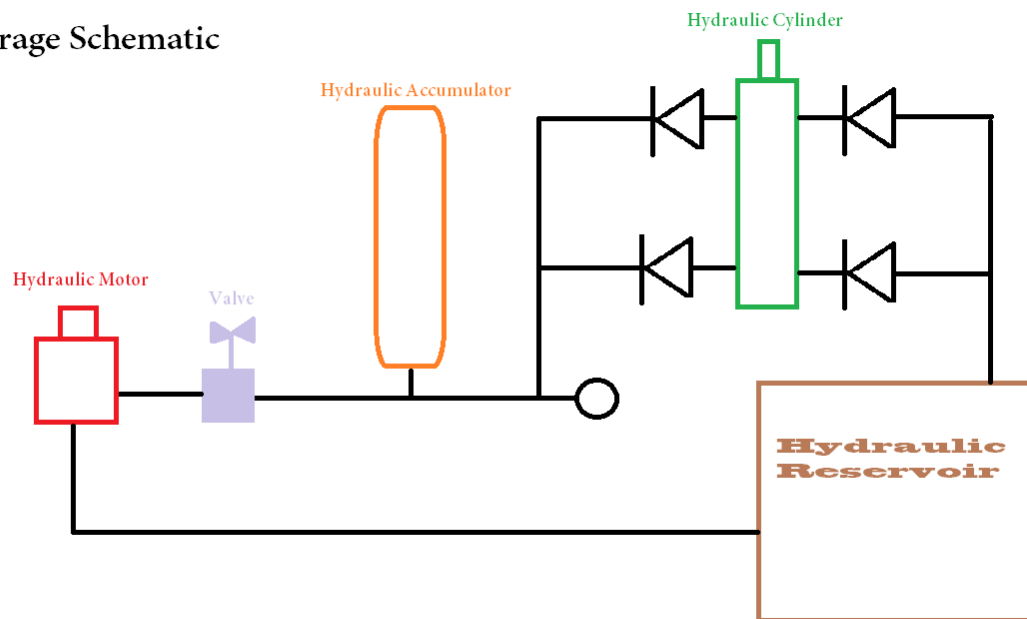 rage Schematic
Hydraulic Cylinder
Hydraulic Accumulator
Hydraulic Motor
Valve
Hydraulic
Reservoir